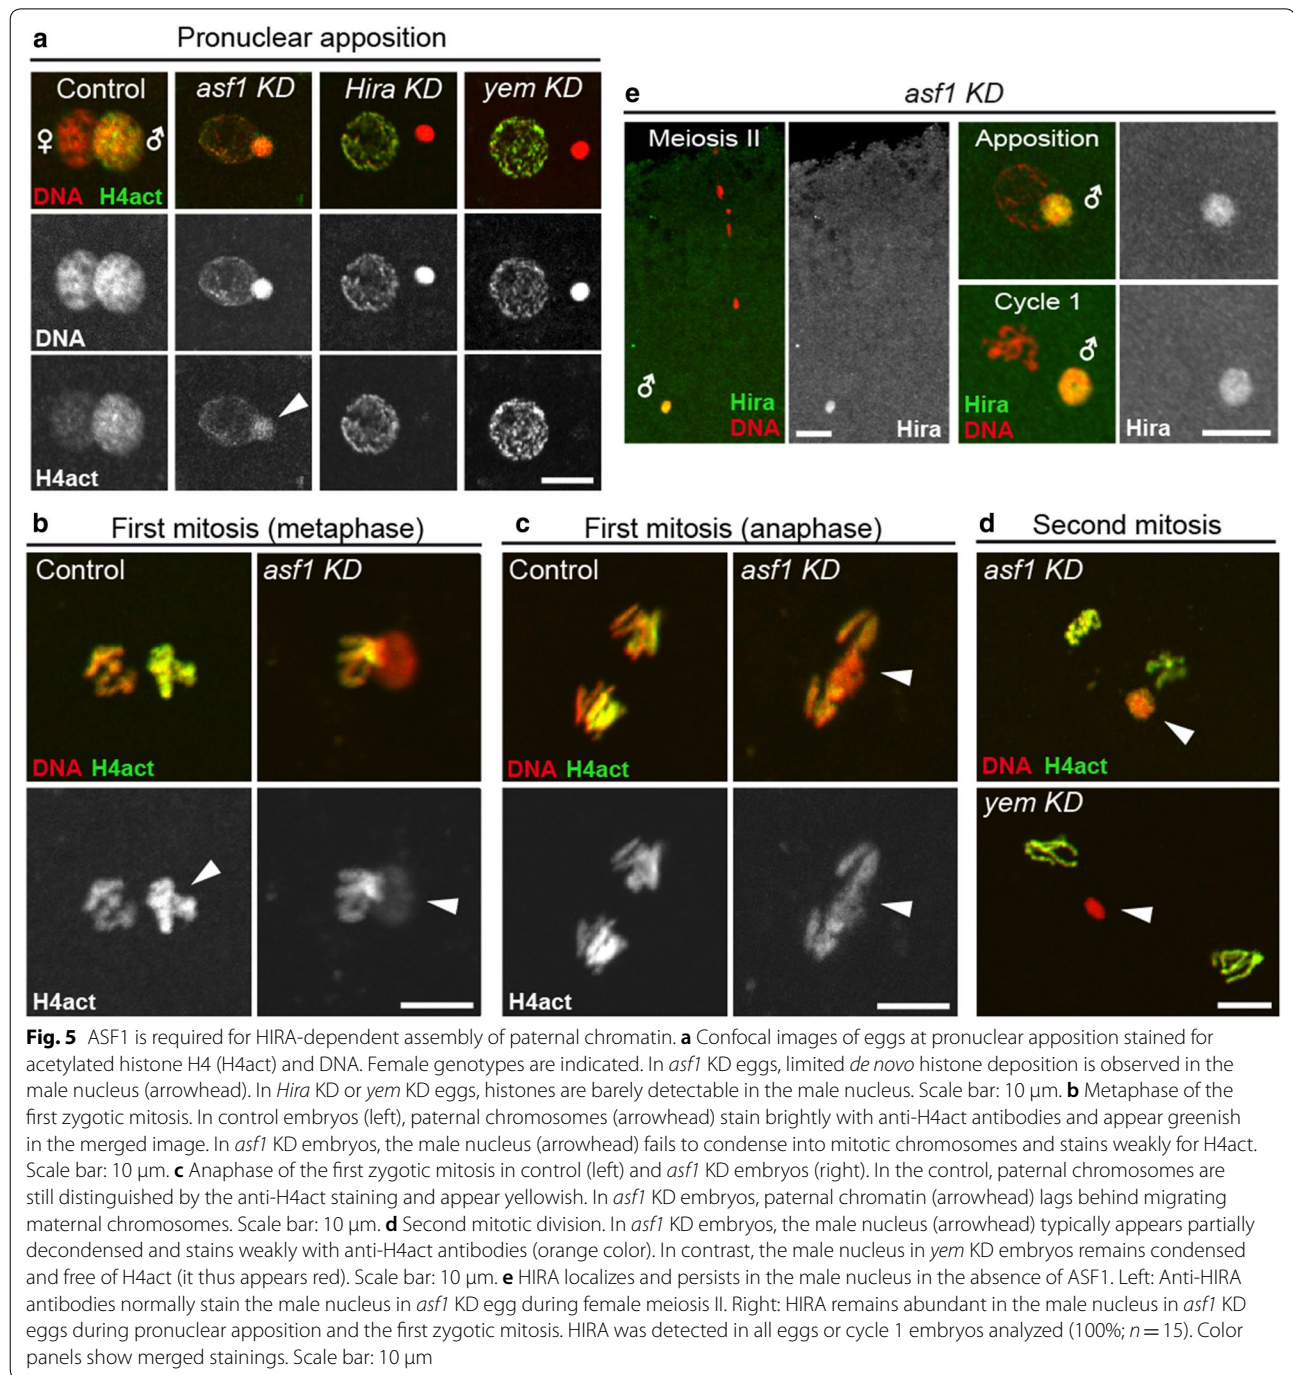 a
Pronuclear apposition
Control
asf1 KD
Hira KD
yem KD
♀
♂
DNA H4act
DNA
H4act
e
asf1 KD
Meiosis II
♂
Hira
DNA
Hira
Apposition
♂
Cycle 1
♂
Hira
DNA
Hira
b
First mitosis (metaphase)
Control
asf1 KD
DNA H4act
H4act
c
First mitosis (anaphase)
Control
asf1 KD
DNA H4act
H4act
d
Second mitosis
asf1 KD
DNA H4act
yem KD
Fig. 5 ASF1 is required for HIRA-dependent assembly of paternal chromatin. a Confocal images of eggs at pronuclear apposition stained for
acetylated histone H4 (H4act) and DNA. Female genotypes are indicated. In asf1 KD eggs, limited de novo histone deposition is observed in the
male nucleus (arrowhead). In Hira KD or yem KD eggs, histones are barely detectable in the male nucleus. Scale bar: 10 µm. b Metaphase of the
first zygotic mitosis. In control embryos (left), paternal chromosomes (arrowhead) stain brightly with anti-H4act antibodies and appear greenish
in the merged image. In asf1 KD embryos, the male nucleus (arrowhead) fails to condense into mitotic chromosomes and stains weakly for H4act.
Scale bar: 10 µm. c Anaphase of the first zygotic mitosis in control (left) and asf1 KD embryos (right). In the control, paternal chromosomes are
still distinguished by the anti-H4act staining and appear yellowish. In asf1 KD embryos, paternal chromatin (arrowhead) lags behind migrating
maternal chromosomes. Scale bar: 10 µm. d Second mitotic division. In asf1 KD embryos, the male nucleus (arrowhead) typically appears partially
decondensed and stains weakly with anti-H4act antibodies (orange color). In contrast, the male nucleus in yem KD embryos remains condensed
and free of H4act (it thus appears red). Scale bar: 10 µm. e HIRA localizes and persists in the male nucleus in the absence of ASF1. Left: Anti-HIRA
antibodies normally stain the male nucleus in asf1 KD egg during female meiosis II. Right: HIRA remains abundant in the male nucleus in asf1 KD
eggs during pronuclear apposition and the first zygotic mitosis. HIRA was detected in all eggs or cycle 1 embryos analyzed (100%; n = 15). Color
panels show merged stainings. Scale bar: 10 µm